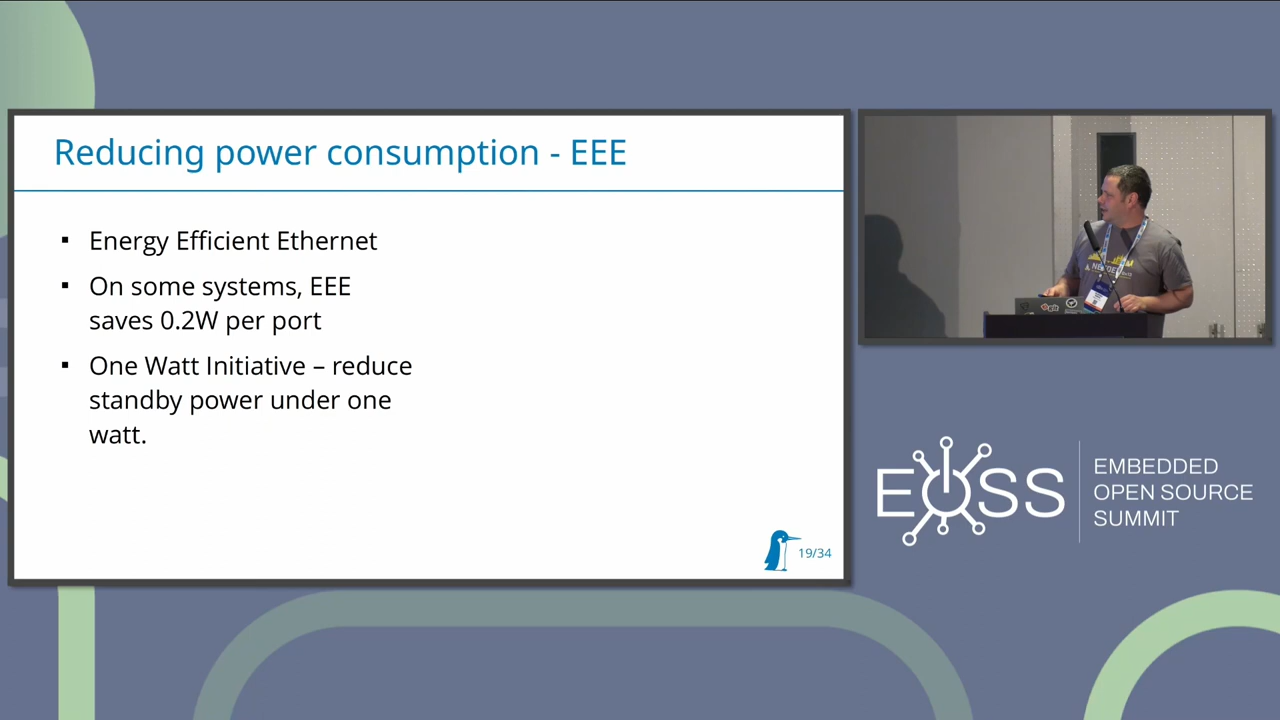 Reducing power consumption - EEE
▪ Energy Efficient Ethernet
▪ On some systems, EEE
saves 0.2W per port
▪ One Watt Initiative – reduce
standby power under one
watt.
19/34
EOSS
EMBEDDED
OPEN SOURCE
SUMMIT
git